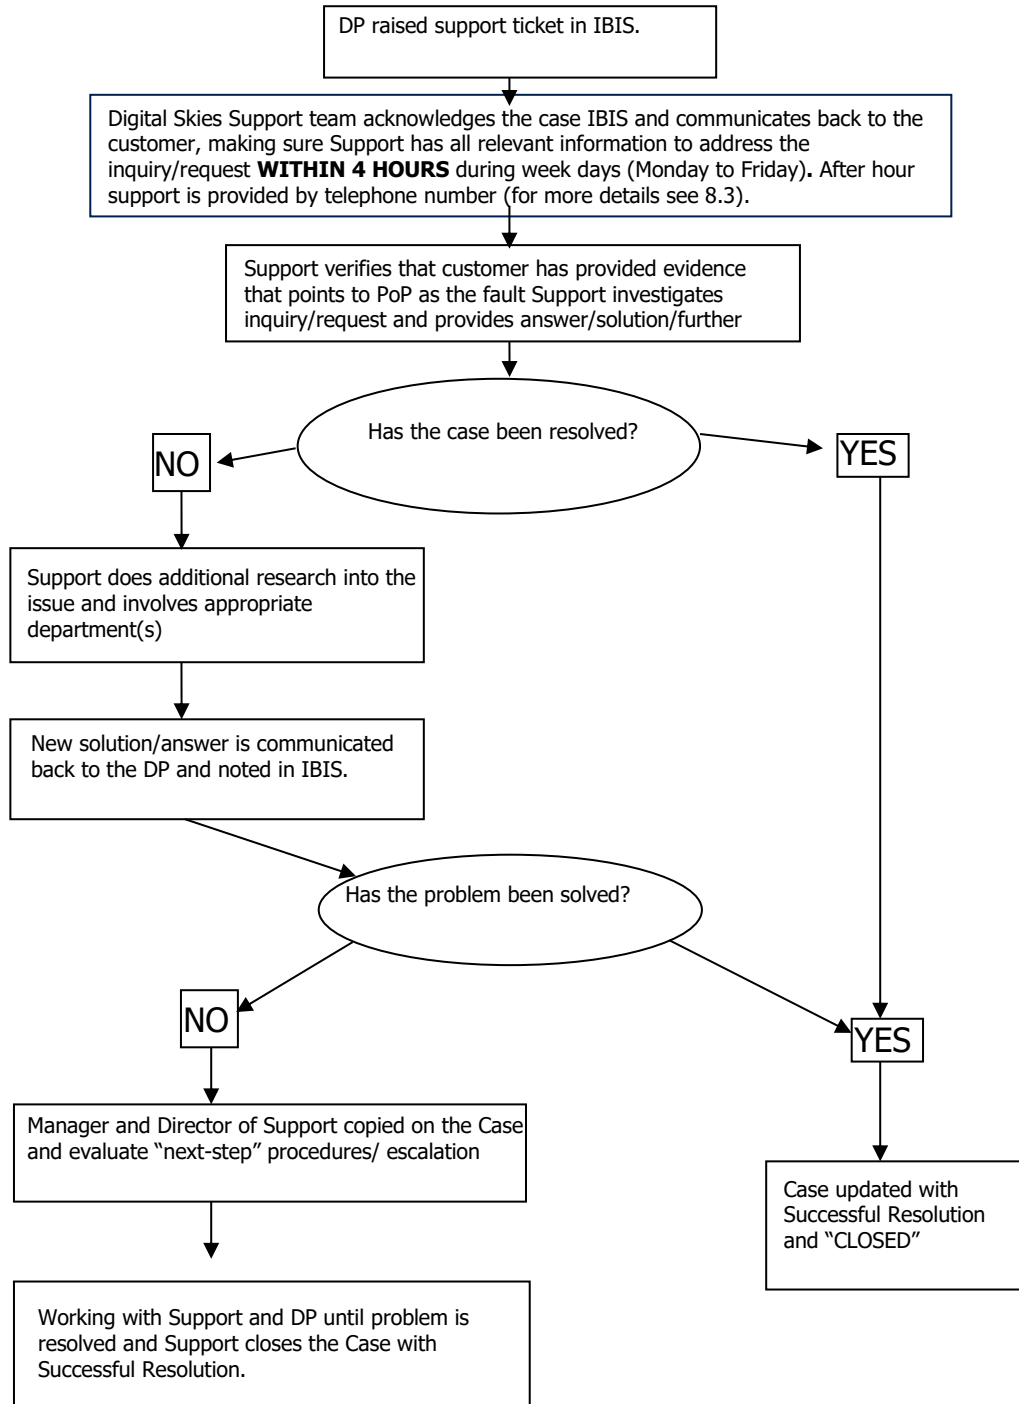 DP raised support ticket in IBIS.
Digital Skies Support team acknowledges the case IBIS and communicates back to the
customer, making sure Support has all relevant information to address the
inquiry/request WITHIN 4 HOURS during week days (Monday to Friday). After hour
support is provided by telephone number (for more details see 8.3).
Support verifies that customer has provided evidence
that points to PoP as the fault Support investigates
inquiry/request and provides answer/solution/further
Has the case been resolved?
NO
YES
Support does additional research into the
issue and involves appropriate
department(s)
New solution/answer is communicated
back to the DP and noted in IBIS.
Has the problem been solved?
NO
YES
Manager and Director of Support copied on the Case
and evaluate “next-step” procedures/ escalation
Case updated with
Successful Resolution
and “CLOSED”
Working with Support and DP until problem is
resolved and Support closes the Case with
Successful Resolution.